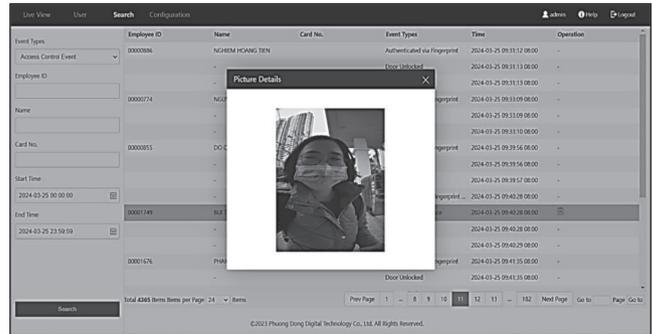 Live View User Search Configuration admin Help Logout
Event Types
Access Control Event
Employee ID
Name
Card No.
Start Time
2024-03-25 00:00:00
End Time
2024-03-25 23:59:59
Search
Employee ID Name Card No. Event Types Time Operation
00000886 NGHIEM HOANG TIEN Authenticated via Fingerprint 2024-03-25 09:31:12 08:00 -
- Door Unlocked 2024-03-25 09:31:13 08:00 -
- 2024-03-25 09:31:13 08:00 -
00000774 ngerprint 2024-03-25 09:33:09 08:00 -
- 2024-03-25 09:33:09 08:00 -
- 2024-03-25 09:33:10 08:00 -
00000855 DO ngerprint 2024-03-25 09:39:56 08:00 -
- 2024-03-25 09:39:56 08:00 -
- 2024-03-25 09:39:57 08:00 -
- ngerprint ... 2024-03-25 09:40:28 08:00 -
00001749 BUI 2024-03-25 09:40:28 08:00
- 2024-03-25 09:40:28 08:00 -
- 2024-03-25 09:40:29 08:00 -
00001676 ngerprint 2024-03-25 09:41:35 08:00 -
- Door Unlocked 2024-03-25 09:41:35 08:00 -
Picture Details
Total 4365 Items Items per Page 24 Items Prev Page 1 ... 8 9 10 11 12 13 ... 182 Next Page Go to Page Go to
©2023 Phuong Dong Digital Technology Co., Ltd. All Rights Reserved.